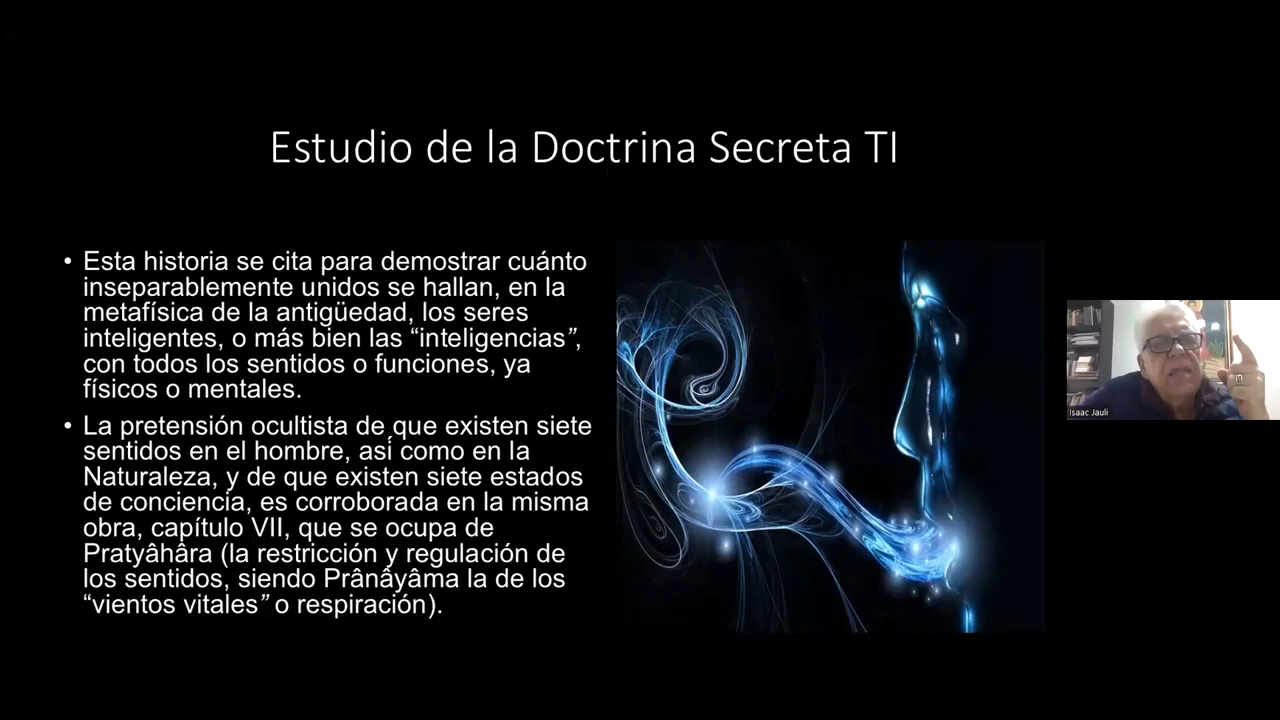 Estudio de la Doctrina Secreta TI
• Esta historia se cita para demostrar cuánto
inseparablemente unidos se hallan, en la
metafísica de la antigüedad, los seres
inteligentes, o más bien las “inteligencias”,
con todos los sentidos o funciones, ya
físicos o mentales.
• La pretensión ocultista de que existen siete
sentidos en el hombre, así como en la
Naturaleza, y de que existen siete estados
de conciencia, es corroborada en la misma
obra, capítulo VII, que se ocupa de
Pratyâhâra (la restricción y regulación de
los sentidos, siendo Prânâyâma la de los
“vientos vitales” o respiración).
Isaac Jauli